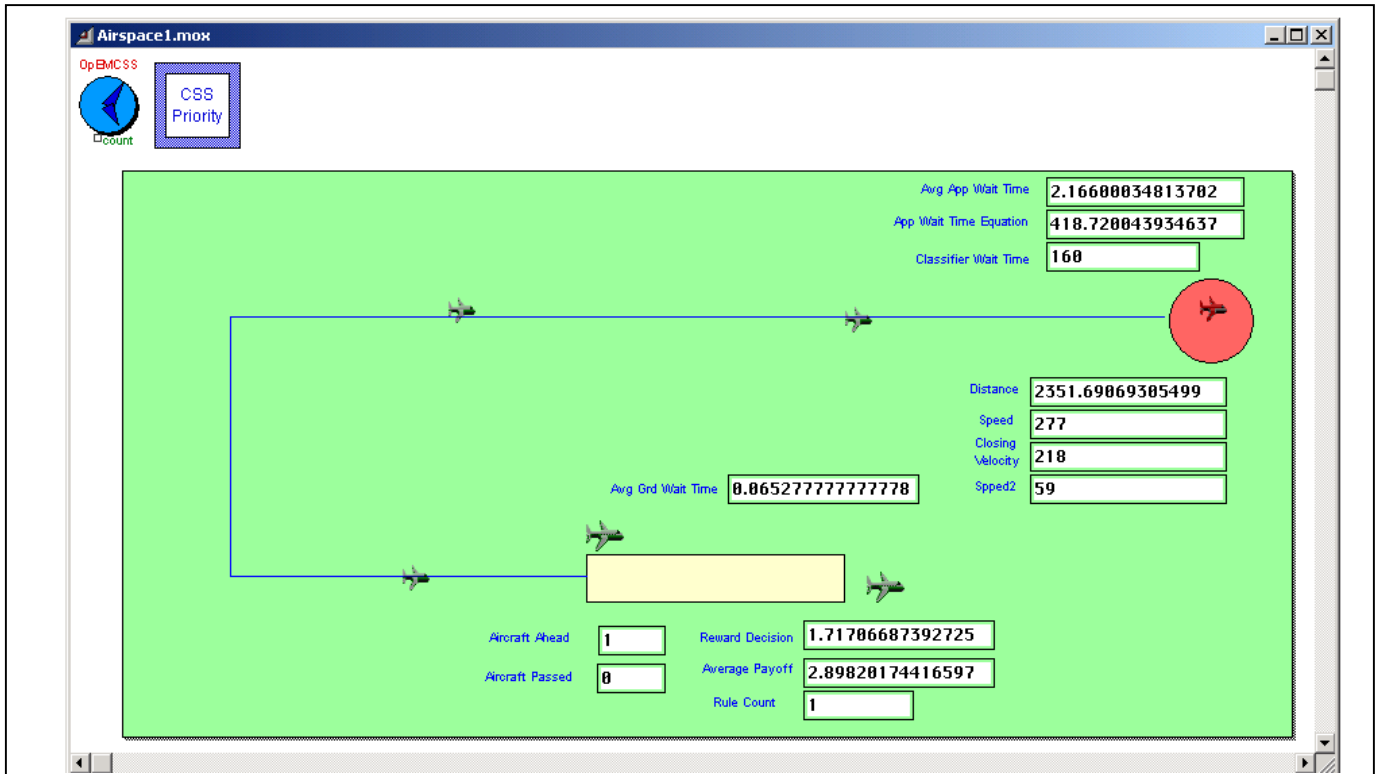 Airspace1.mox
OpEMCSS
CSS
Priority
count
Avg App Wait Time 2.16600034813702
App Wait Time Equation 418.720043934637
Classifier Wait Time 160
Distance 2351.69069305499
Speed 277
Closing
Velocity 218
Avg Grd Wait Time 0.065277777777778
Spped2 59
Aircraft Ahead 1
Reward Decision 1.71706687392725
Aircraft Passed 0
Average Payoff 2.89820174416597
Rule Count 1